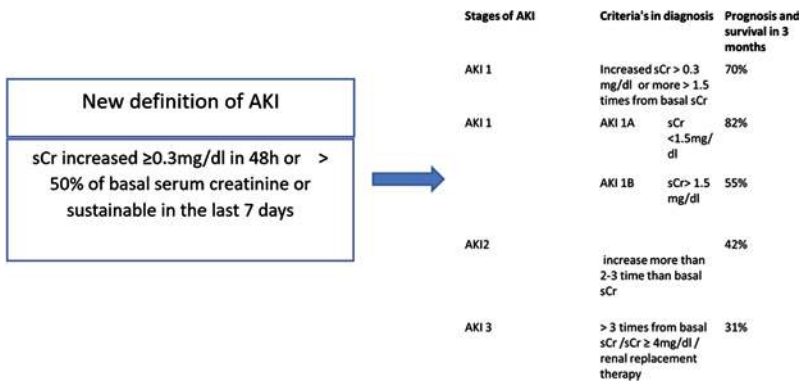 New definition of AKI
sCr increased ≥0.3mg/dl in 48h or >
50% of basal serum creatinine or
sustainable in the last 7 days
Stages of AKI Criteria's in diagnosis Prognosis and
survival in 3
months
AKI 1 Increased sCr > 0.3 70%
mg/dl or more > 1.5
times from basal sCr
AKI 1 AKI 1A sCr 82%
<1.5mg/
dl
AKI 1B sCr> 1.5 55%
mg/dl
AKI2 42%
increase more than
2-3 time than basal
sCr
AKI 3 > 3 times from basal 31%
sCr /sCr ≥ 4mg/dl /
renal replacement
therapy